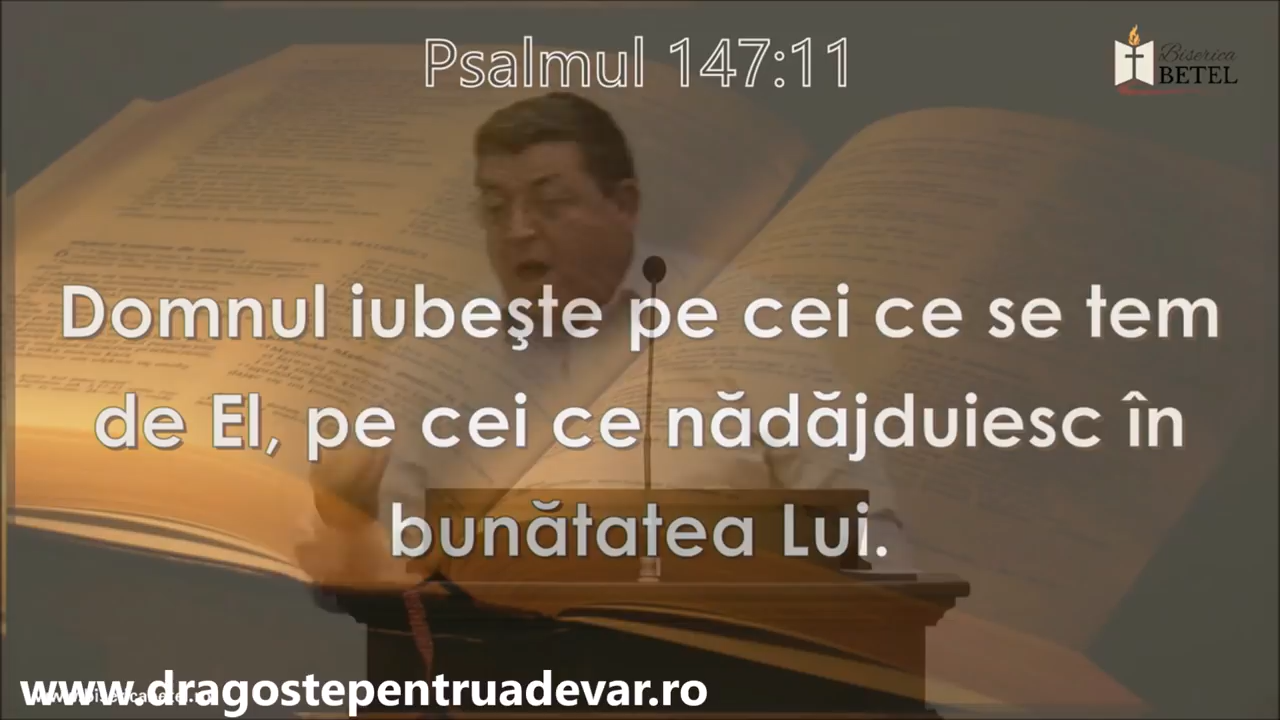 Psalmul 147:11
Biserica
BETEL
Domnul iubeşte pe cei ce se tem
de El, pe cei ce nădăjduiesc în
bunătatea Lui.
www.dragostepentruadevar.ro